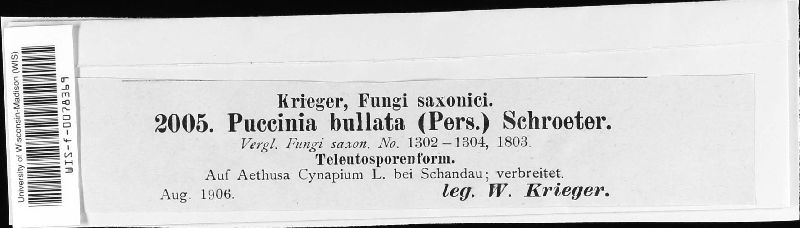 University of Wisconsin-Madison (WIS)
WIS-f-0078369
Krieger, Fungi saxonici.
2005. Puccinia bullata (Pers.) Schroeter.
Vergl. Fungi saxon. No. 1302–1304, 1803.
Teleutosporenform.
Auf Aethusa Cynapium L. bei Schandau; verbreitet.
Aug. 1906. leg. W. Krieger.